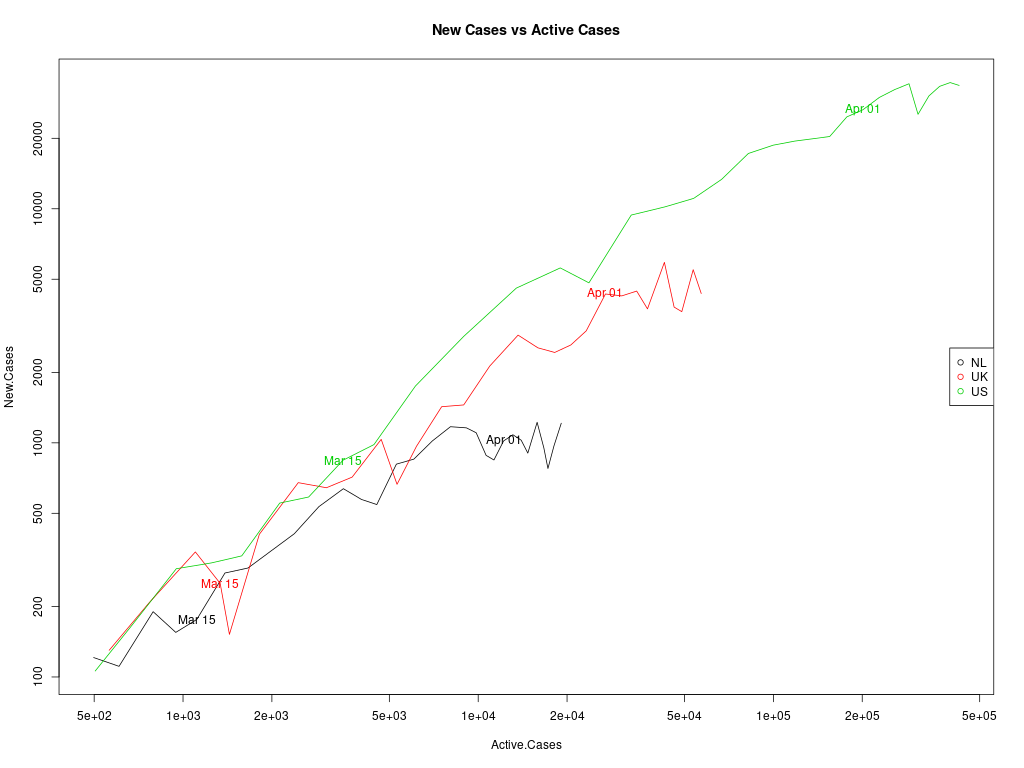 New Cases vs Active Cases
20000
10000
5000
2000
1000
500
200
100
New.Cases
Apr 01
Apr 01
Apr 01
Mar 15
Mar 15
Mar 15
NL
UK
US
5e+02 1e+03 2e+03 5e+03 1e+04 2e+04 5e+04 1e+05 2e+05 5e+05
Active.Cases